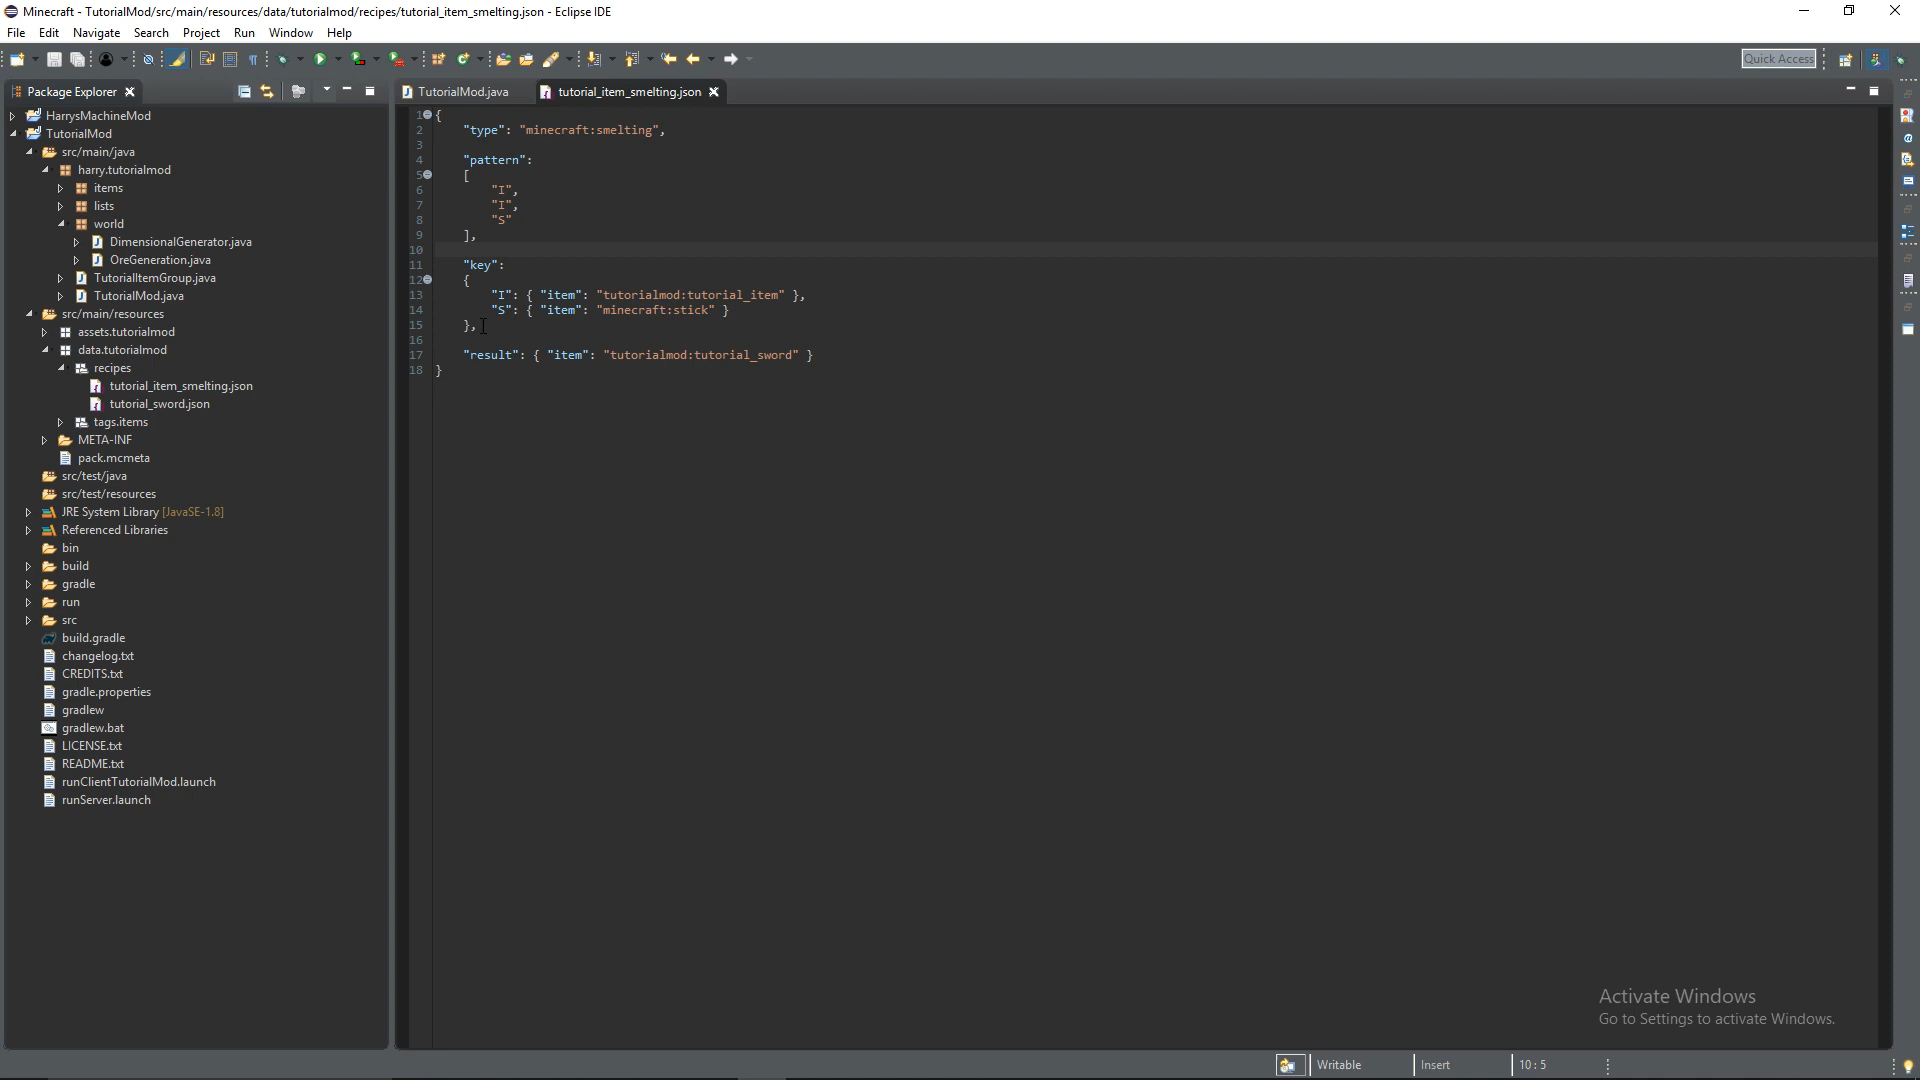 Minecraft - TutorialMod/src/main/resources/data/tutorialmod/recipes/tutorial_item_smelting.json - Eclipse IDE
File Edit Navigate Search Project Run Window Help
Quick Access
Package Explorer
HarrysMachineMod
TutorialMod
src/main/java
harry.tutorialmod
items
lists
world
DimensionalGenerator.java
OreGeneration.java
TutorialItemGroup.java
TutorialMod.java
src/main/resources
assets.tutorialmod
data.tutorialmod
recipes
tutorial_item_smelting.json
tutorial_sword.json
tags.items
META-INF
pack.mcmeta
src/test/java
src/test/resources
JRE System Library [JavaSE-1.8]
Referenced Libraries
bin
build
gradle
run
src
build.gradle
changelog.txt
CREDITS.txt
gradle.properties
gradlew
gradlew.bat
LICENSE.txt
README.txt
runClientTutorialMod.launch
runServer.launch
TutorialMod.java tutorial_item_smelting.json
1 {
2 "type": "minecraft:smelting",
3
4 "pattern":
5 [
6 "I",
7 "I",
8 "S"
9 ],
10
11 "key":
12 {
13 "I": { "item": "tutorialmod:tutorial_item" },
14 "S": { "item": "minecraft:stick" }
15 },
16
17 "result": { "item": "tutorialmod:tutorial_sword" }
18 }
Activate Windows
Go to Settings to activate Windows.
Writable Insert 10 : 5